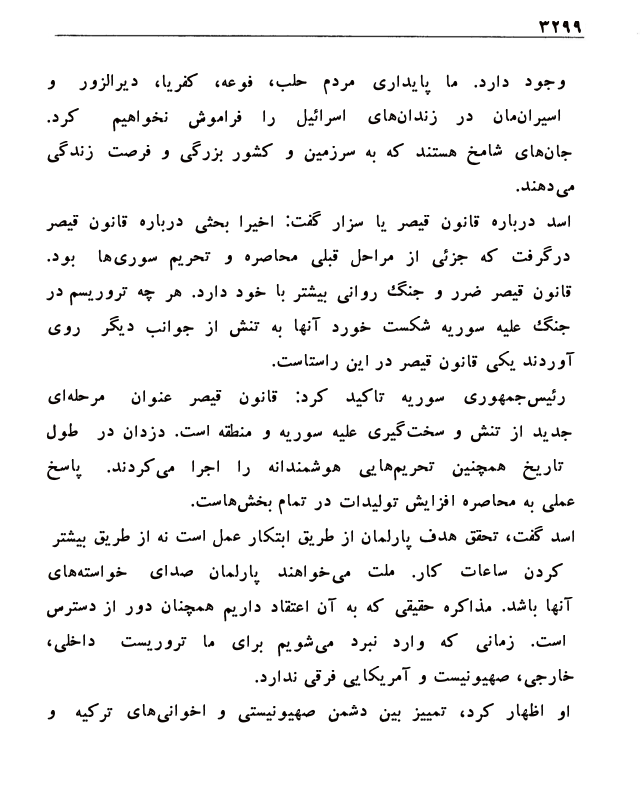 ۳۲۹۹
وجود دارد. ما پایداری مردم حلب، فوعه، کفریا، دیرالزور و
اسیران‌مان در زندان‌های اسرائیل را فراموش نخواهیم کرد.
جان‌های شامخ هستند که به سرزمین و کشور بزرگی و فرصت زندگی
می‌دهند.
اسد درباره قانون قیصر یا سزار گفت: اخیرا بحثی درباره قانون قیصر
درگرفت که جزئی از مراحل قبلی محاصره و تحریم سوری‌ها بود.
قانون قیصر ضرر و جنگ روانی بیشتر با خود دارد. هر چه تروریسم در
جنگ علیه سوریه شکست خورد آنها به تنش از جوانب دیگر روی
آوردند یکی قانون قیصر در این راستاست.
رئیس‌جمهوری سوریه تاکید کرد: قانون قیصر عنوان مرحله‌ای
جدید از تنش و سخت‌گیری علیه سوریه و منطقه است. دزدان در طول
تاریخ همچنین تحریم‌هایی هوشمندانه را اجرا می‌کردند. پاسخ
عملی به محاصره افزایش تولیدات در تمام بخش‌هاست.
اسد گفت، تحقق هدف پارلمان از طریق ابتکار عمل است نه از طریق بیشتر
کردن ساعات کار. ملت می‌خواهند پارلمان صدای خواسته‌های
آنها باشد. مذاکره حقیقی که به آن اعتقاد داریم همچنان دور از دسترس
است. زمانی که وارد نبرد می‌شویم برای ما تروریست داخلی،
خارجی، صهیونیست و آمریکایی فرقی ندارد.
او اظهار کرد، تمییز بین دشمن صهیونیستی و اخوانی‌های ترکیه و